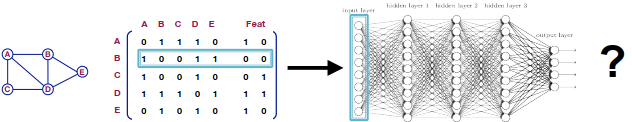 A B C D E Feat
A 0 1 1 1 0 1 0
B 1 0 0 1 1 0 0
C 1 0 0 1 0 0 1
D 1 1 1 0 1 1 1
E 0 1 0 1 0 1 0
A B
E
C D
input layer
hidden layer 1 hidden layer 2 hidden layer 3
output layer
?